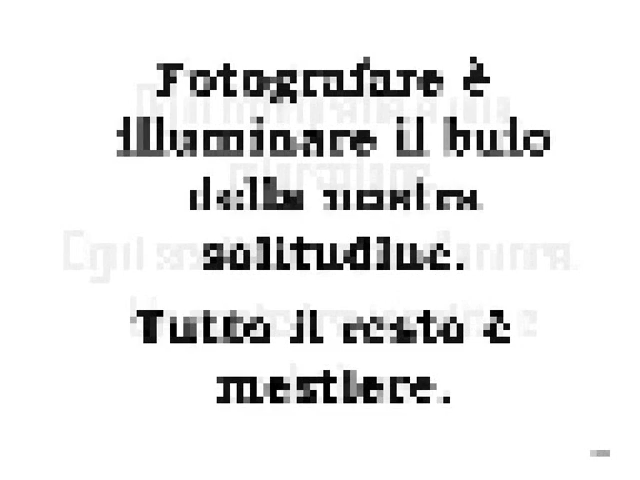 Fotografare è
illuminare il buio
della nostra
solitudine.
Tutto il resto è
mestiere.